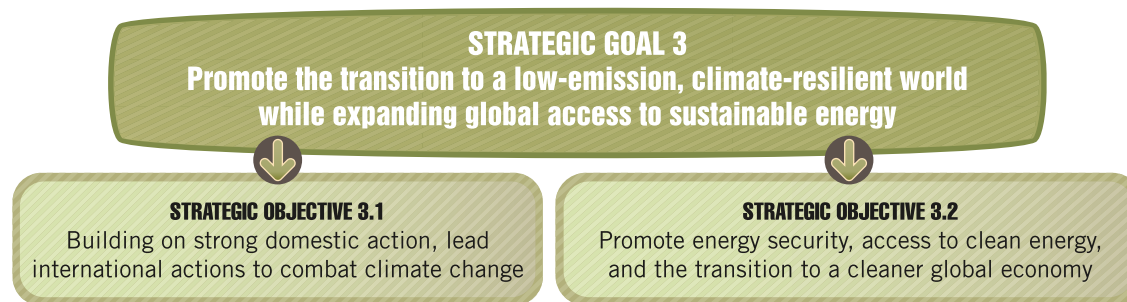 STRATEGIC GOAL 3
Promote the transition to a low-emission, climate-resilient world
while expanding global access to sustainable energy
STRATEGIC OBJECTIVE 3.1
Building on strong domestic action, lead
international actions to combat climate change
STRATEGIC OBJECTIVE 3.2
Promote energy security, access to clean energy,
and the transition to a cleaner global economy